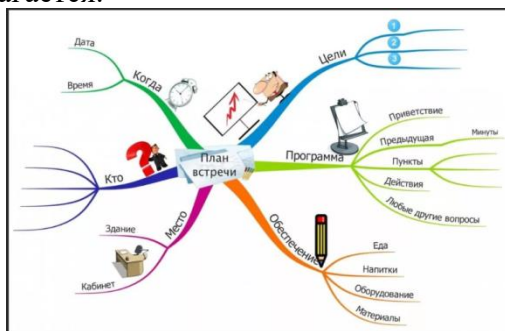 Дата
Время
Когда
Цели
1
2
3
План
встречи
Программа
Приветствие
Предыдущая
Минуты
Пункты
Действия
Любые другие вопросы
Кто
Место
Здание
Кабинет
Обеспечение
Еда
Напитки
Оборудование
Материалы